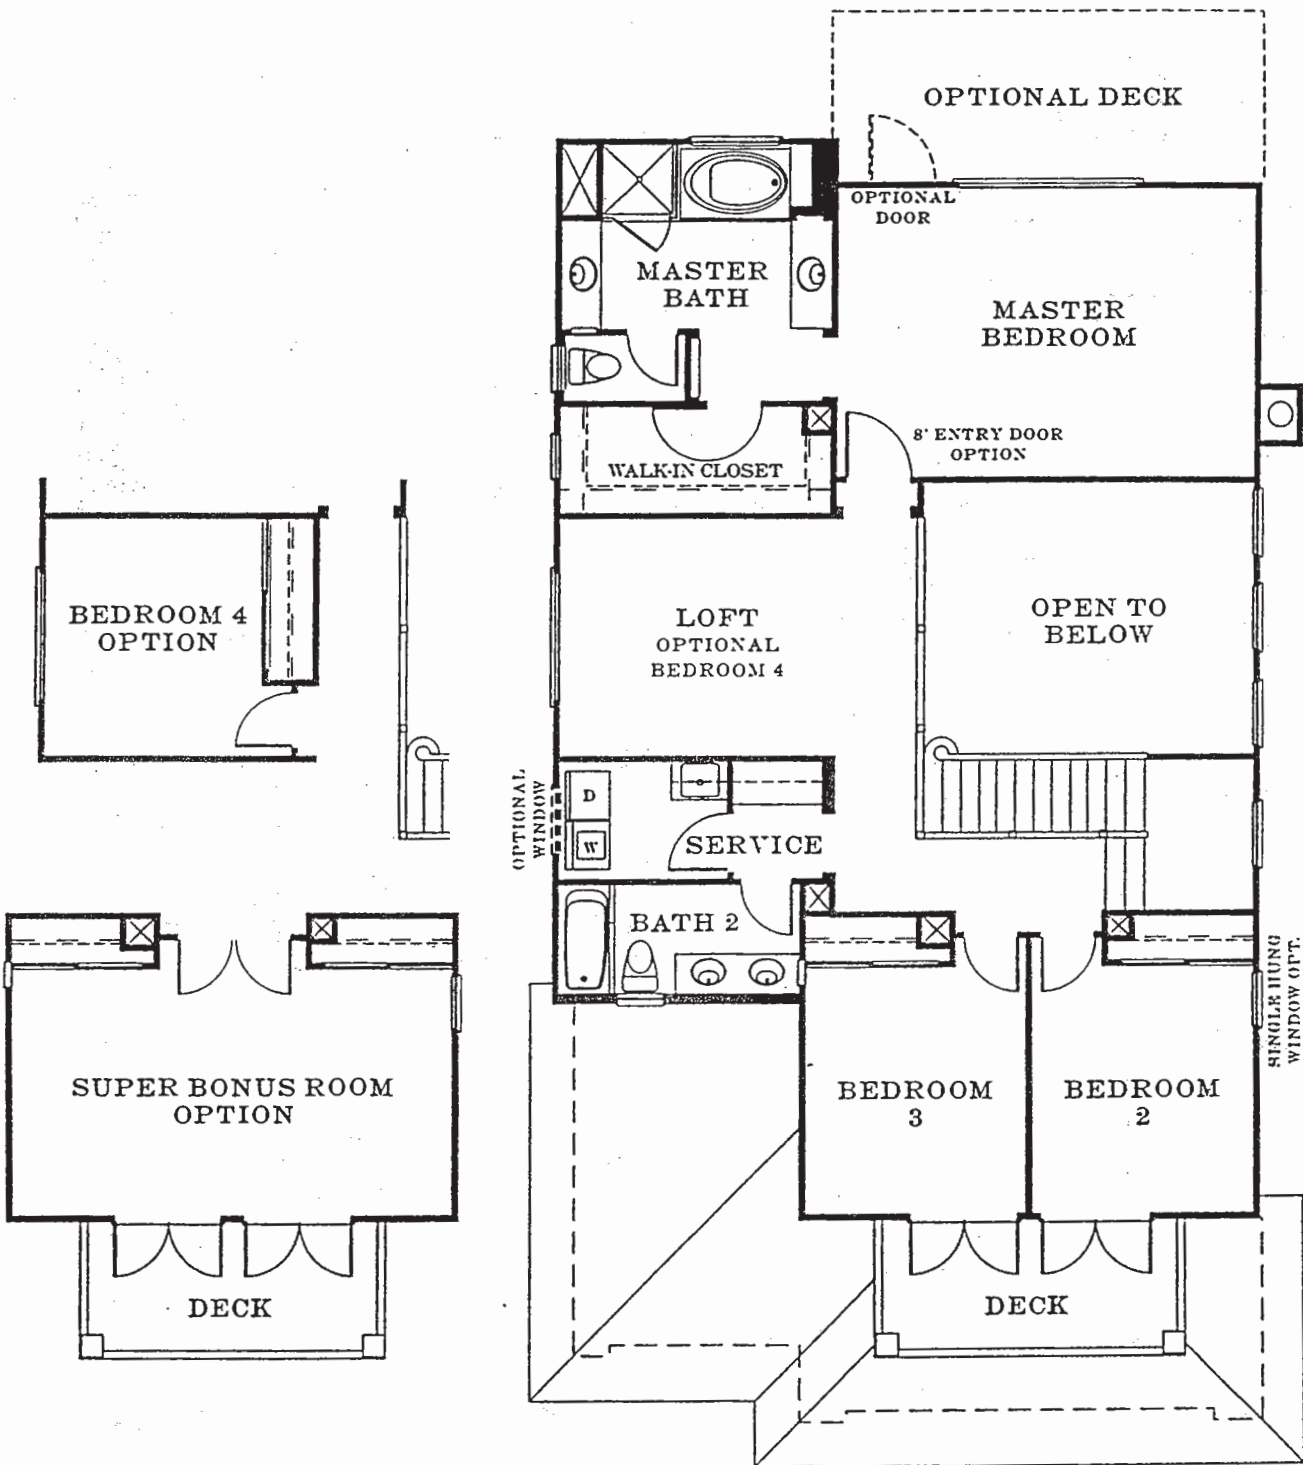 OPTIONAL DECK
OPTIONAL
DOOR
MASTER
BATH
MASTER
BEDROOM
8' ENTRY DOOR
OPTION
WALK-IN CLOSET
BEDROOM 4
OPTION
LOFT
OPTIONAL
BEDROOM 4
OPEN TO
BELOW
OPTIONAL
WINDOW
D
W
SERVICE
BATH 2
SINGLE HUNG
WINDOW OPT.
SUPER BONUS ROOM
OPTION
BEDROOM
3
BEDROOM
2
DECK
DECK